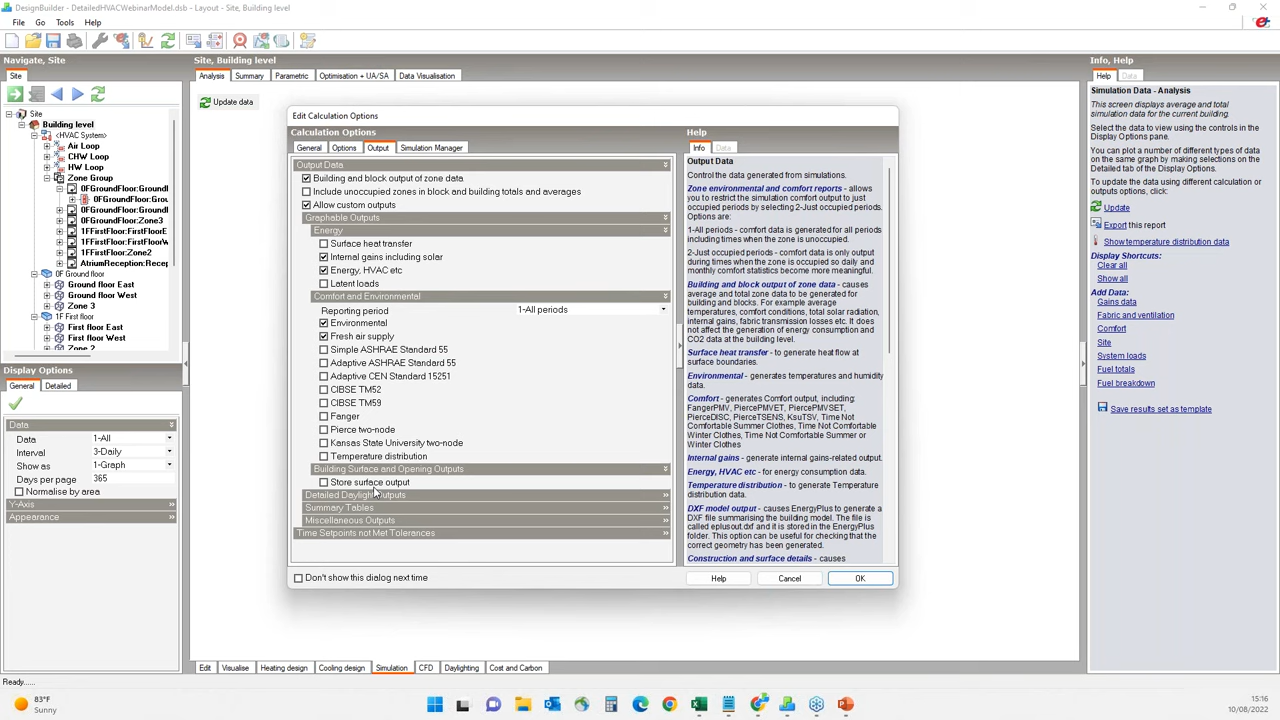 DesignBuilder - DetailedHVACWebinarModel.dsb - Layout - Site, Building level
File Go Tools Help
Navigate, Site
Site
Site
Building level
<HVAC System>
Air Loop
CHW Loop
HW Loop
Zone Group
0FGroundFloor:Ground
0FGroundFloor:Grou
0FGroundFloor:Ground
0FGroundFloor:Zone3
1FFirstFloor:FirstFloorE
1FFirstFloor:FirstFloorW
1FFirstFloor:Zone2
AtriumReception:Recep
0F Ground floor
Ground floor East
Ground floor West
Zone 3
1F First floor
First floor East
First floor West
Zone 2
Display Options
General Detailed
Data
Data 1-All
Interval 3-Daily
Show as 1-Graph
Days per page 365
Normalise by area
Y-Axis
Appearance
Site, Building level
Analysis Summary Parametric Optimisation + UA/SA Data Visualisation
Update data
Edit Calculation Options
Calculation Options
General Options Output Simulation Manager
Output Data
Building and block output of zone data
Include unoccupied zones in block and building totals and averages
Allow custom outputs
Graphable Outputs
Energy
Surface heat transfer
Internal gains including solar
Energy, HVAC etc
Latent loads
Comfort and Environmental
Reporting period 1-All periods
Environmental
Fresh air supply
Simple ASHRAE Standard 55
Adaptive ASHRAE Standard 55
Adaptive CEN Standard 15251
CIBSE TM52
CIBSE TM59
Fanger
Pierce two-node
Kansas State University two-node
Temperature distribution
Building Surface and Opening Outputs
Store surface output
Detailed Daylight Outputs
Summary Tables
Miscellaneous Outputs
Time Setpoints not Met Tolerances
Don't show this dialog next time
Help
Info Data
Output Data
Control the data generated from simulations.
Zone environmental and comfort reports - allows
you to restrict the simulation comfort output to just
occupied periods by selecting 2-Just occupied periods.
Options are:
1-All periods - comfort data is generated for all periods
including times when the zone is unoccupied.
2-Just occupied periods - comfort data is only output
during times when the zone is occupied so daily and
monthly comfort statistics become more meaningful.
Building and block output of zone data - causes
average and total zone data to be generated for
building and blocks. For example average
temperatures, comfort conditions, total solar radiation,
internal gains, fabric transmission losses etc. It does
not affect the generation of energy consumption and
CO2 data at the building level.
Surface heat transfer - to generate heat flow at
surface boundaries.
Environmental - generates temperatures and humidity
data.
Comfort - generates Comfort output, including:
FangerPMV, PiercePMVET, PiercePMVSET,
PierceDISC, PierceTSENS, KsuTSV, Time Not
Comfortable Summer Clothes, Time Not Comfortable
Winter Clothes, Time Not Comfortable Summer or
Winter Clothes
Internal gains - generate internal gains-related output.
Energy, HVAC etc - for energy consumption data.
Temperature distribution - to generate Temperature
distribution data.
DXF model output - causes EnergyPlus to generate a
DXF file summarising the building model. The file is
called eplusout.dxf and it is stored in the EnergyPlus
folder. This option can be useful for checking that the
correct geometry has been generated.
Construction and surface details - causes
Help Cancel OK
Info, Help
Help Data
Simulation Data - Analysis
This screen displays average and total
simulation data for the current building.
Select the data to view using the controls in the
Display Options pane.
You can plot a number of different types of data
on the same graph by making selections on the
Detailed tab of the Display Options.
To update the data using different calculation or
outputs options, click:
Update
Export this report
Show temperature distribution data
Display Shortcuts:
Clear all
Show all
Add Data:
Gains data
Fabric and ventilation
Comfort
Site
System loads
Fuel totals
Fuel breakdown
Save results set as template
Edit Visualise Heating design Cooling design Simulation CFD Daylighting Cost and Carbon
Ready......
83°F
Sunny
15:16
10/08/2022